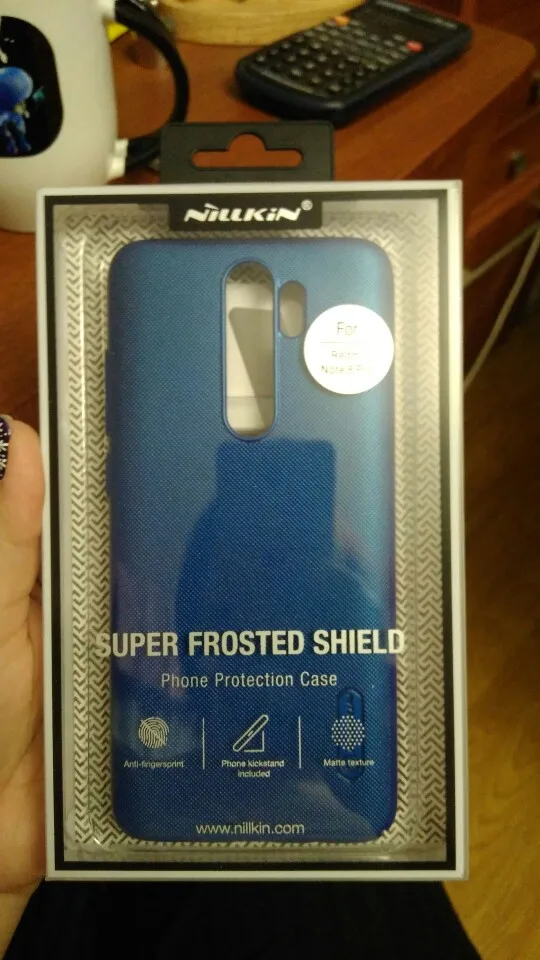 NILLKIN®
For
Redmi
Note 8 Pro
SUPER FROSTED SHIELD
Phone Protection Case
Anti-fingersprint
Phone kickstand
included
Matte texture
www.nillkin.com